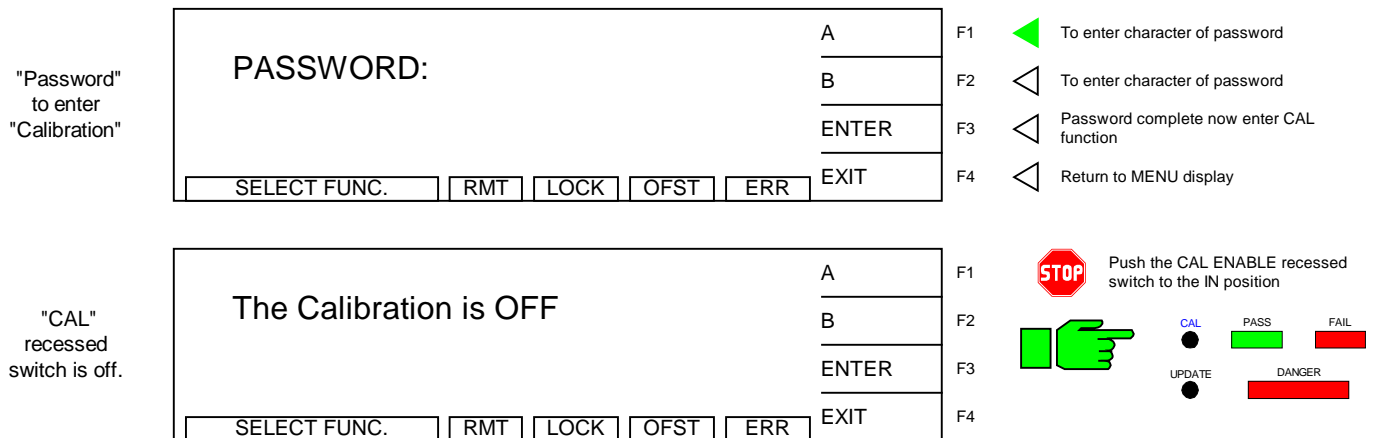 "Password"
to enter
"Calibration"
PASSWORD:
SELECT FUNC. RMT LOCK OFST ERR
A
B
ENTER
EXIT
F1 To enter character of password
F2 To enter character of password
F3 Password complete now enter CAL
function
F4 Return to MENU display
"CAL"
recessed
switch is off.
The Calibration is OFF
SELECT FUNC. RMT LOCK OFST ERR
A
B
ENTER
EXIT
F1
F2
F3
F4
STOP
Push the CAL ENABLE recessed
switch to the IN position
CAL PASS FAIL
UPDATE DANGER